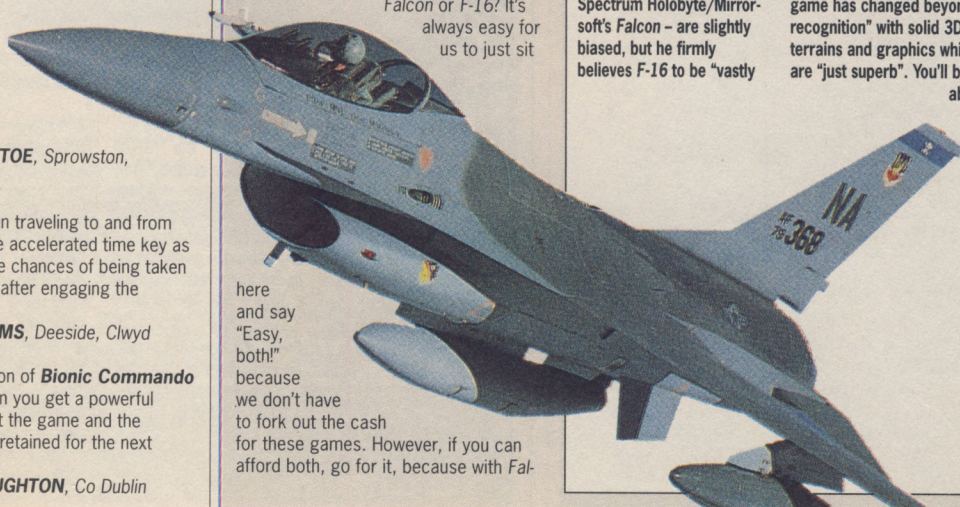 TOE, Sprowston,
n traveling to and from
e accelerated time key as
e chances of being taken
after engaging the
MS, Deeside, Clwyd
on of Bionic Commando
n you get a powerful
t the game and the
retained for the next
JGHTON, Co Dublin
Falcon or F-16? It's
always easy for
us to just sit
here
and say
"Easy,
both!"
because
we don't have
to fork out the cash
for these games. However, if you can
afford both, go for it, because with Fal-
Spectrum Holobyte/Mirror-
soft's Falcon – are slightly
biased, but he firmly
believes F-16 to be "vastly
game has changed beyon
recognition" with solid 3D
terrains and graphics whi
are "just superb". You'll b
al
NA
AF
78 368